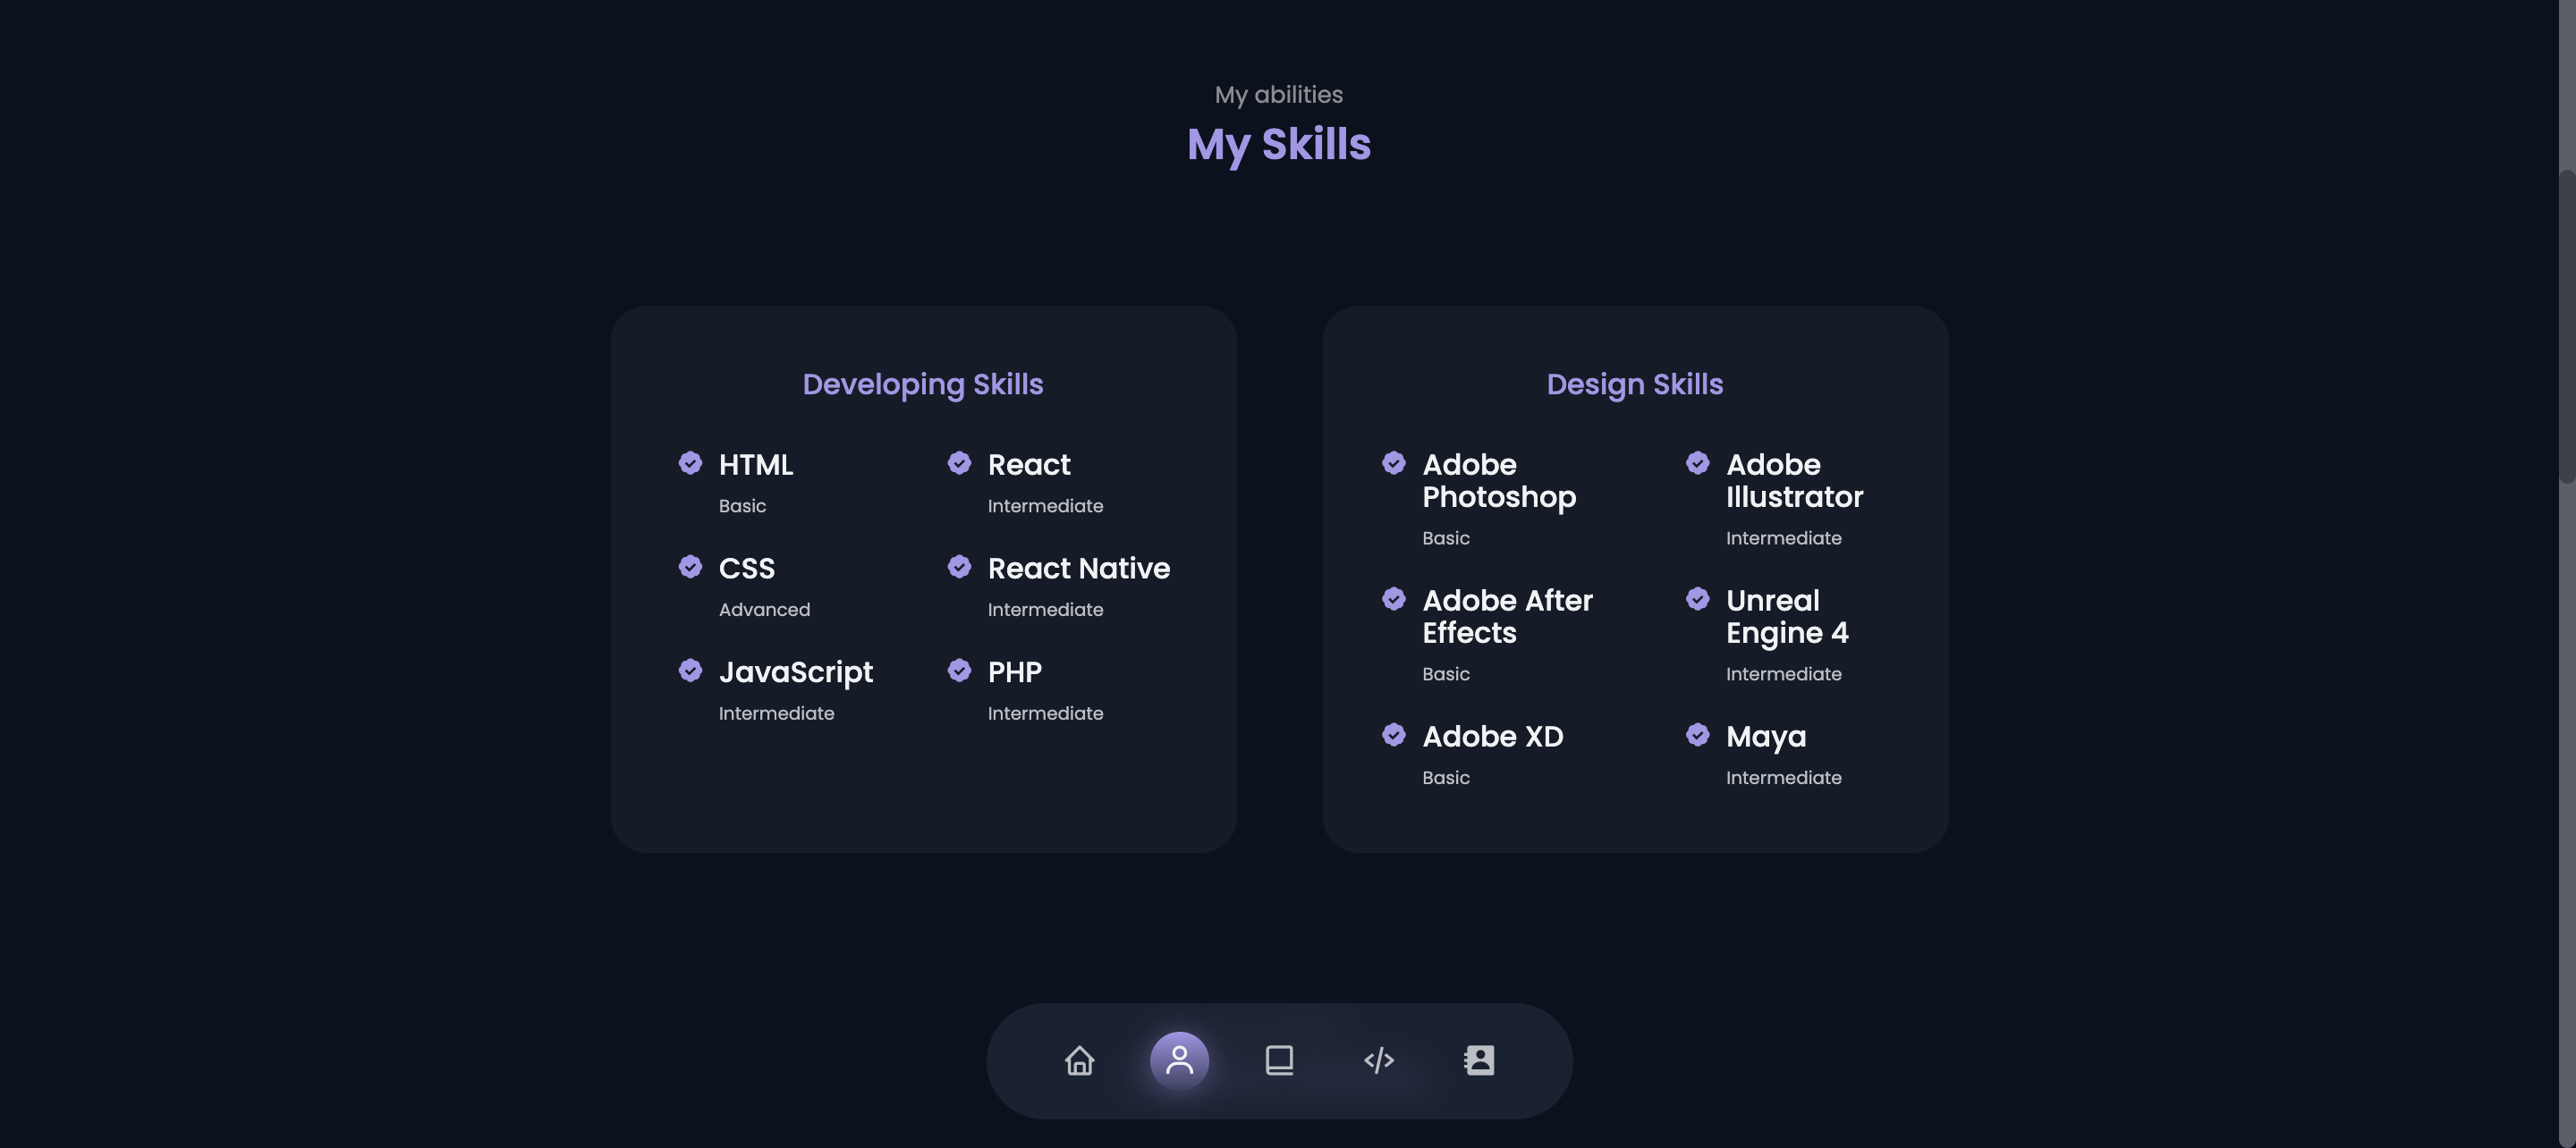 My abilities
My Skills
Developing Skills
HTML
Basic
CSS
Advanced
JavaScript
Intermediate
React
Intermediate
React Native
Intermediate
PHP
Intermediate
Design Skills
Adobe
Photoshop
Basic
Adobe After
Effects
Basic
Adobe XD
Basic
Adobe
Illustrator
Intermediate
Unreal
Engine 4
Intermediate
Maya
Intermediate